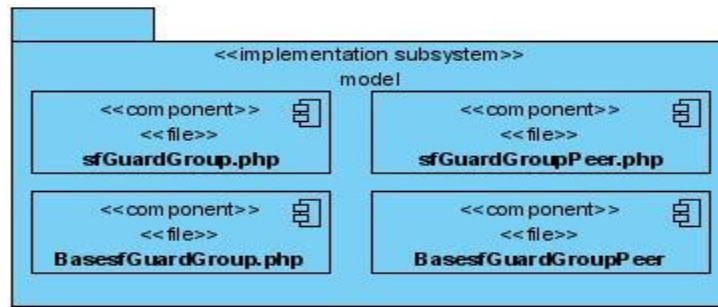 <<implementation subsystem>>
model
<<component>>
<<file>>
sfGuardGroup.php
<<component>>
<<file>>
sfGuardGroupPeer.php
<<component>>
<<file>>
BasesfGuardGroup.php
<<component>>
<<file>>
BasesfGuardGroupPeer